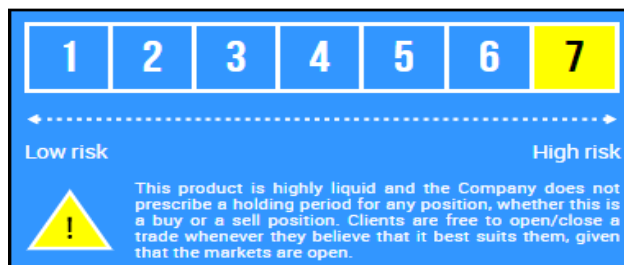 1 2 3 4 5 6 7
Low risk High risk
This product is highly liquid and the Company does not
prescribe a holding period for any position, whether this is
a buy or a sell position. Clients are free to open/close a
! trade whenever they believe that it best suits them, given
that the markets are open.